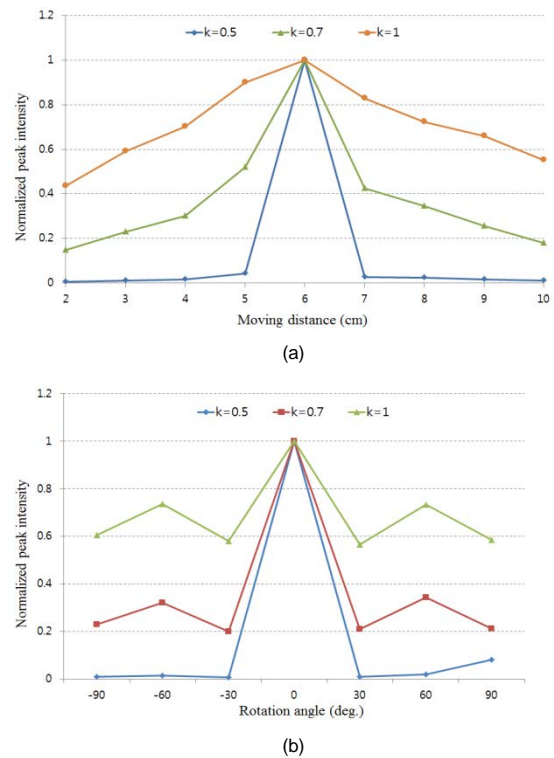 1.2
k=0.5 k=0.7 k=1
1
0.8
0.6
0.4
0.2
0
Normalized peak intensity
2 3 4 5 6 7 8 9 10
Moving distance (cm)
(a)
1.2
k=0.5 k=0.7 k=1
1
0.8
0.6
0.4
0.2
0
Normalized peak intensity
-90 -60 -30 0 30 60 90
Rotation angle (deg.)
(b)